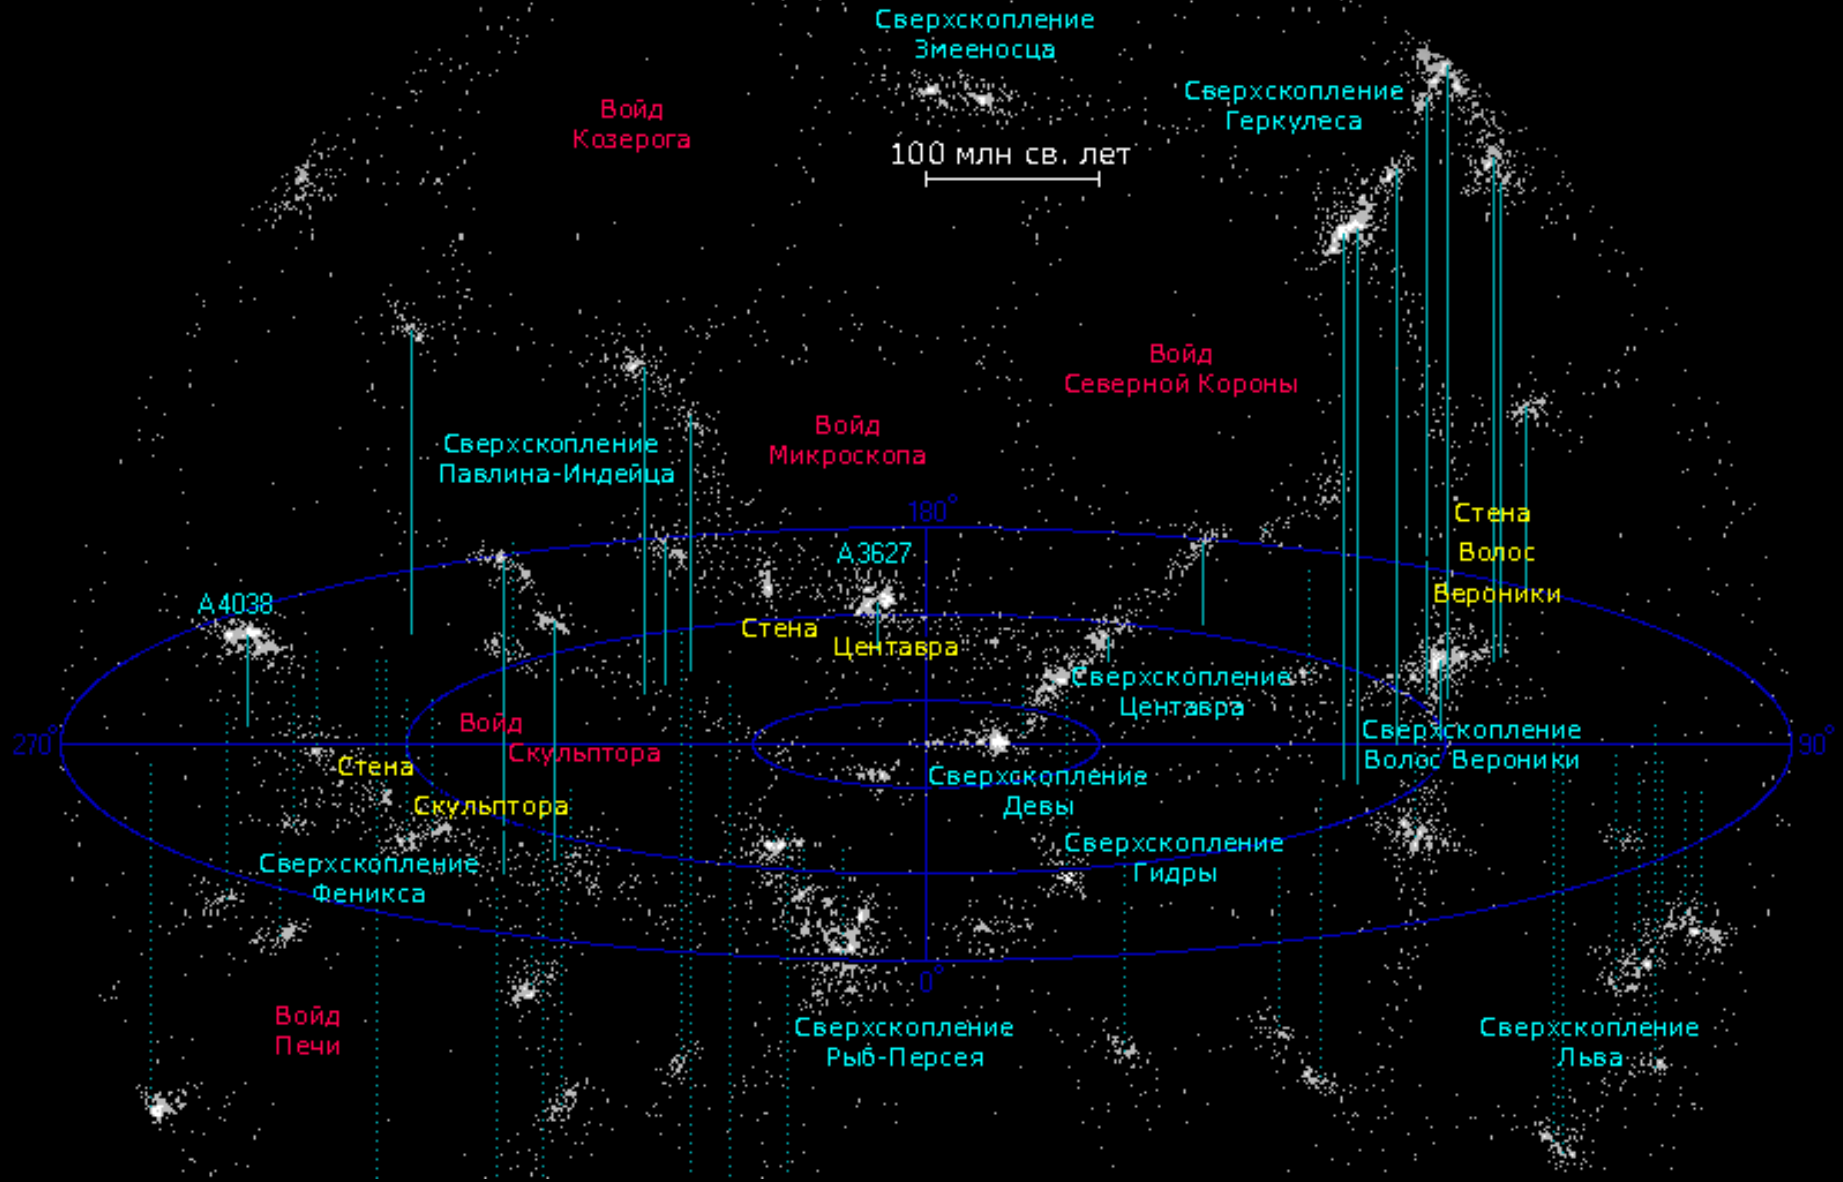 Сверхскопление
Змееносца
Сверхскопление
Геркулеса
Войд
Козерога
100 млн св. лет
Войд
Северной Короны
Войд
Микроскопа
Сверхскопление
Павлина-Индейца
180°
Стена
Волос
Вероники
A3627
A4038
Стена
Центавра
Сверхскопление
Центавра
Войд
Скульптора
270°
90°
Сверхскопление
Волос Вероники
Стена
Скульптора
Сверхскопление
Девы
Сверхскопление
Гидры
Сверхскопление
Феникса
0°
Войд
Печи
Сверхскопление
Рыб-Персея
Сверхскопление
Льва